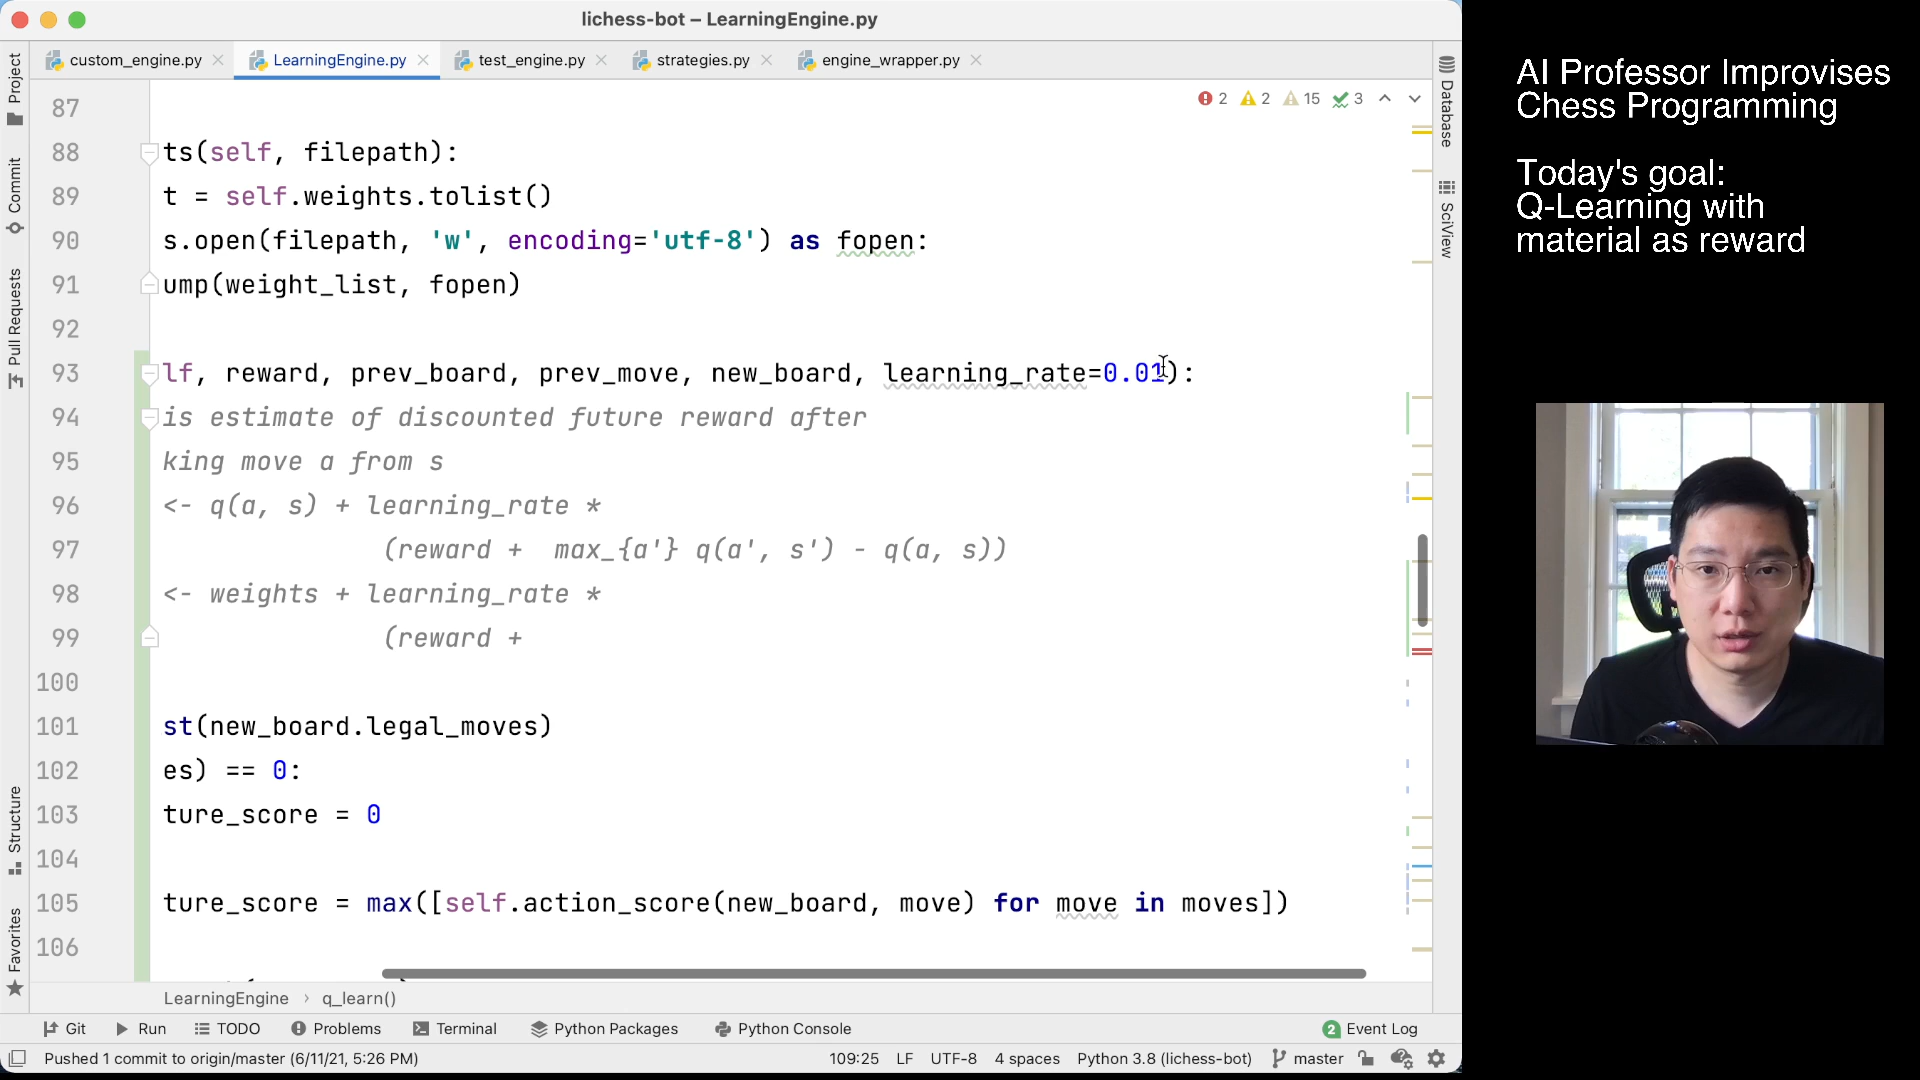 lichess-bot – LearningEngine.py
custom_engine.py
LearningEngine.py
test_engine.py
strategies.py
engine_wrapper.py
2 2 15 3
87
88 ts(self, filepath):
89 t = self.weights.tolist()
90 s.open(filepath, 'w', encoding='utf-8') as fopen:
91 ump(weight_list, fopen)
92
93 lf, reward, prev_board, prev_move, new_board, learning_rate=0.01):
94 is estimate of discounted future reward after
95 king move a from s
96 <- q(a, s) + learning_rate *
97 (reward +  max_{a'} q(a', s') - q(a, s))
98 <- weights + learning_rate *
99 (reward +
100
101 st(new_board.legal_moves)
102 es) == 0:
103 ture_score = 0
104
105 ture_score = max([self.action_score(new_board, move) for move in moves])
106
LearningEngine › q_learn()
Git Run TODO Problems Terminal Python Packages Python Console 2 Event Log
Pushed 1 commit to origin/master (6/11/21, 5:26 PM) 109:25 LF UTF-8 4 spaces Python 3.8 (lichess-bot) master
Project
Commit
Pull Requests
Structure
Favorites
Database
SciView
AI Professor Improvises
Chess Programming
Today's goal:
Q-Learning with
material as reward